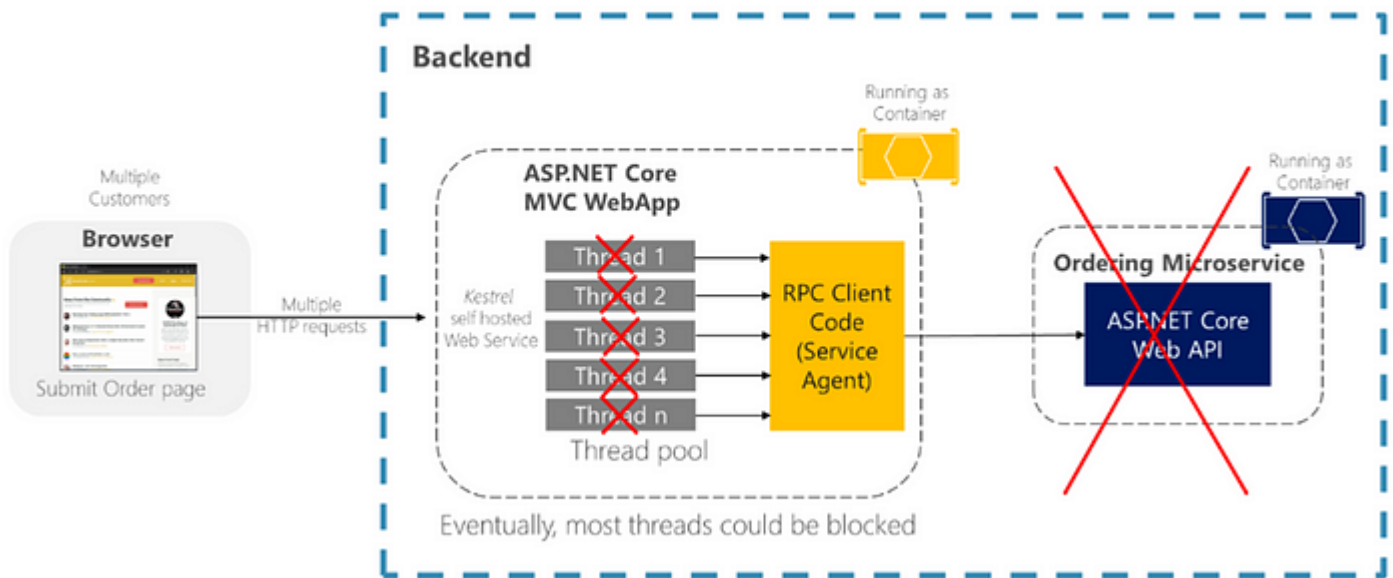 Backend
Running as
Container
ASP.NET Core
MVC WebApp
Running as
Container
Multiple
Customers
Browser
Submit Order page
Multiple
HTTP requests
Kestrel
self hosted
Web Service
Thread 1
Thread 2
Thread 3
Thread 4
Thread n
Thread pool
RPC Client
Code
(Service
Agent)
Ordering Microservice
ASP.NET Core
Web API
Eventually, most threads could be blocked